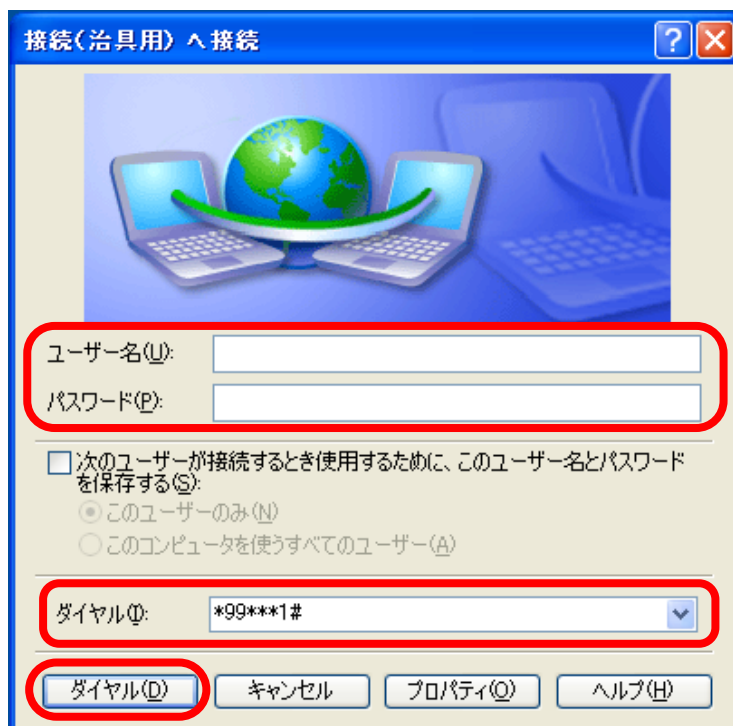 接続(治具用) へ接続
ユーザー名(U):
パスワード(P):
次のユーザーが接続するとき使用するために、このユーザー名とパスワード
を保存する(S):
このユーザーのみ(N)
このコンピュータを使うすべてのユーザー(A)
ダイヤル(I): *99***1#
ダイヤル(D) キャンセル プロパティ(O) ヘルプ(H)